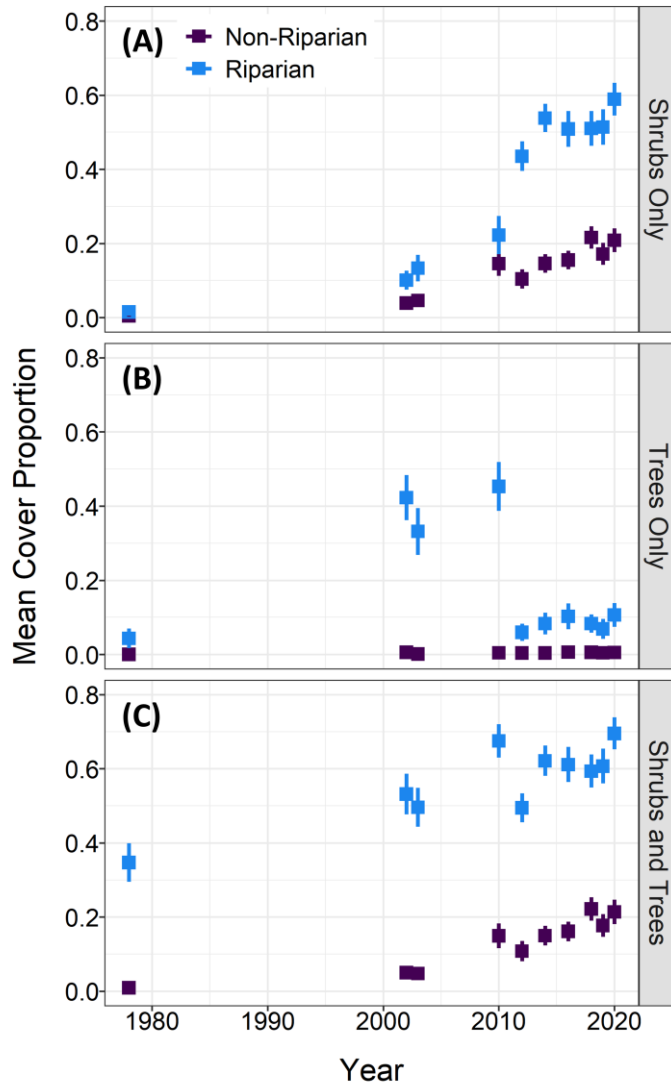 Mean Cover Proportion
(A)
Non-Riparian
Riparian
0.8
0.6
0.4
0.2
0.0
Shrubs Only
(B)
0.8
0.6
0.4
0.2
0.0
Trees Only
(C)
0.8
0.6
0.4
0.2
0.0
Shrubs and Trees
1980 1990 2000 2010 2020
Year